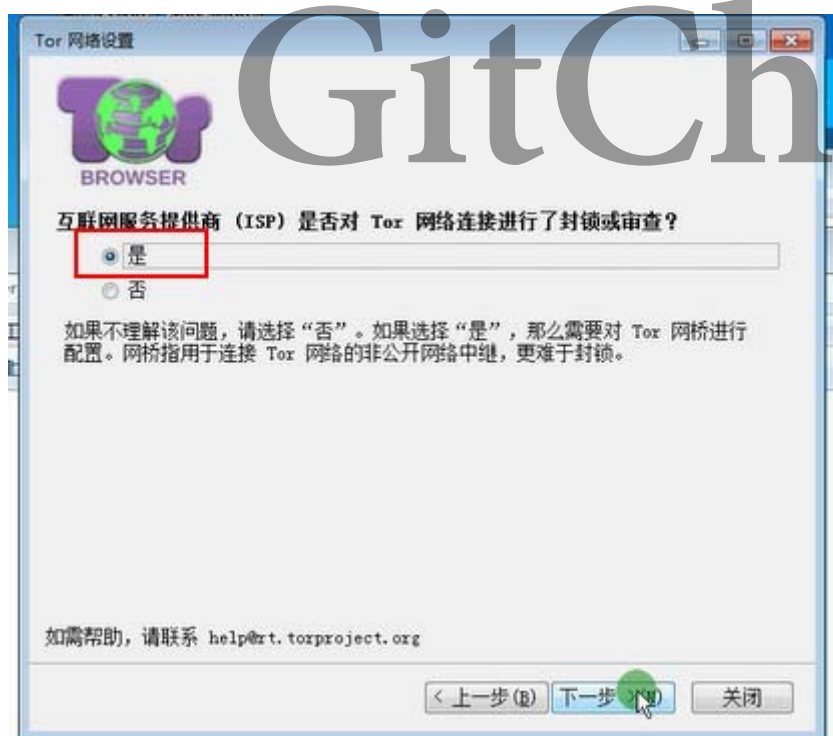 Tor 网络设置
GitCh
Tor
BROWSER
互联网服务提供商 (ISP) 是否对 Tor 网络连接进行了封锁或审查?
是
否
如果不理解该问题,请选择“否”。如果选择“是”,那么需要对 Tor 网桥进行
配置。网桥指用于连接 Tor 网络的非公开网络中继,更难于封锁。
如需帮助,请联系 help@rt.torproject.org
< 上一步(B) 下一步 >(N) 关闭